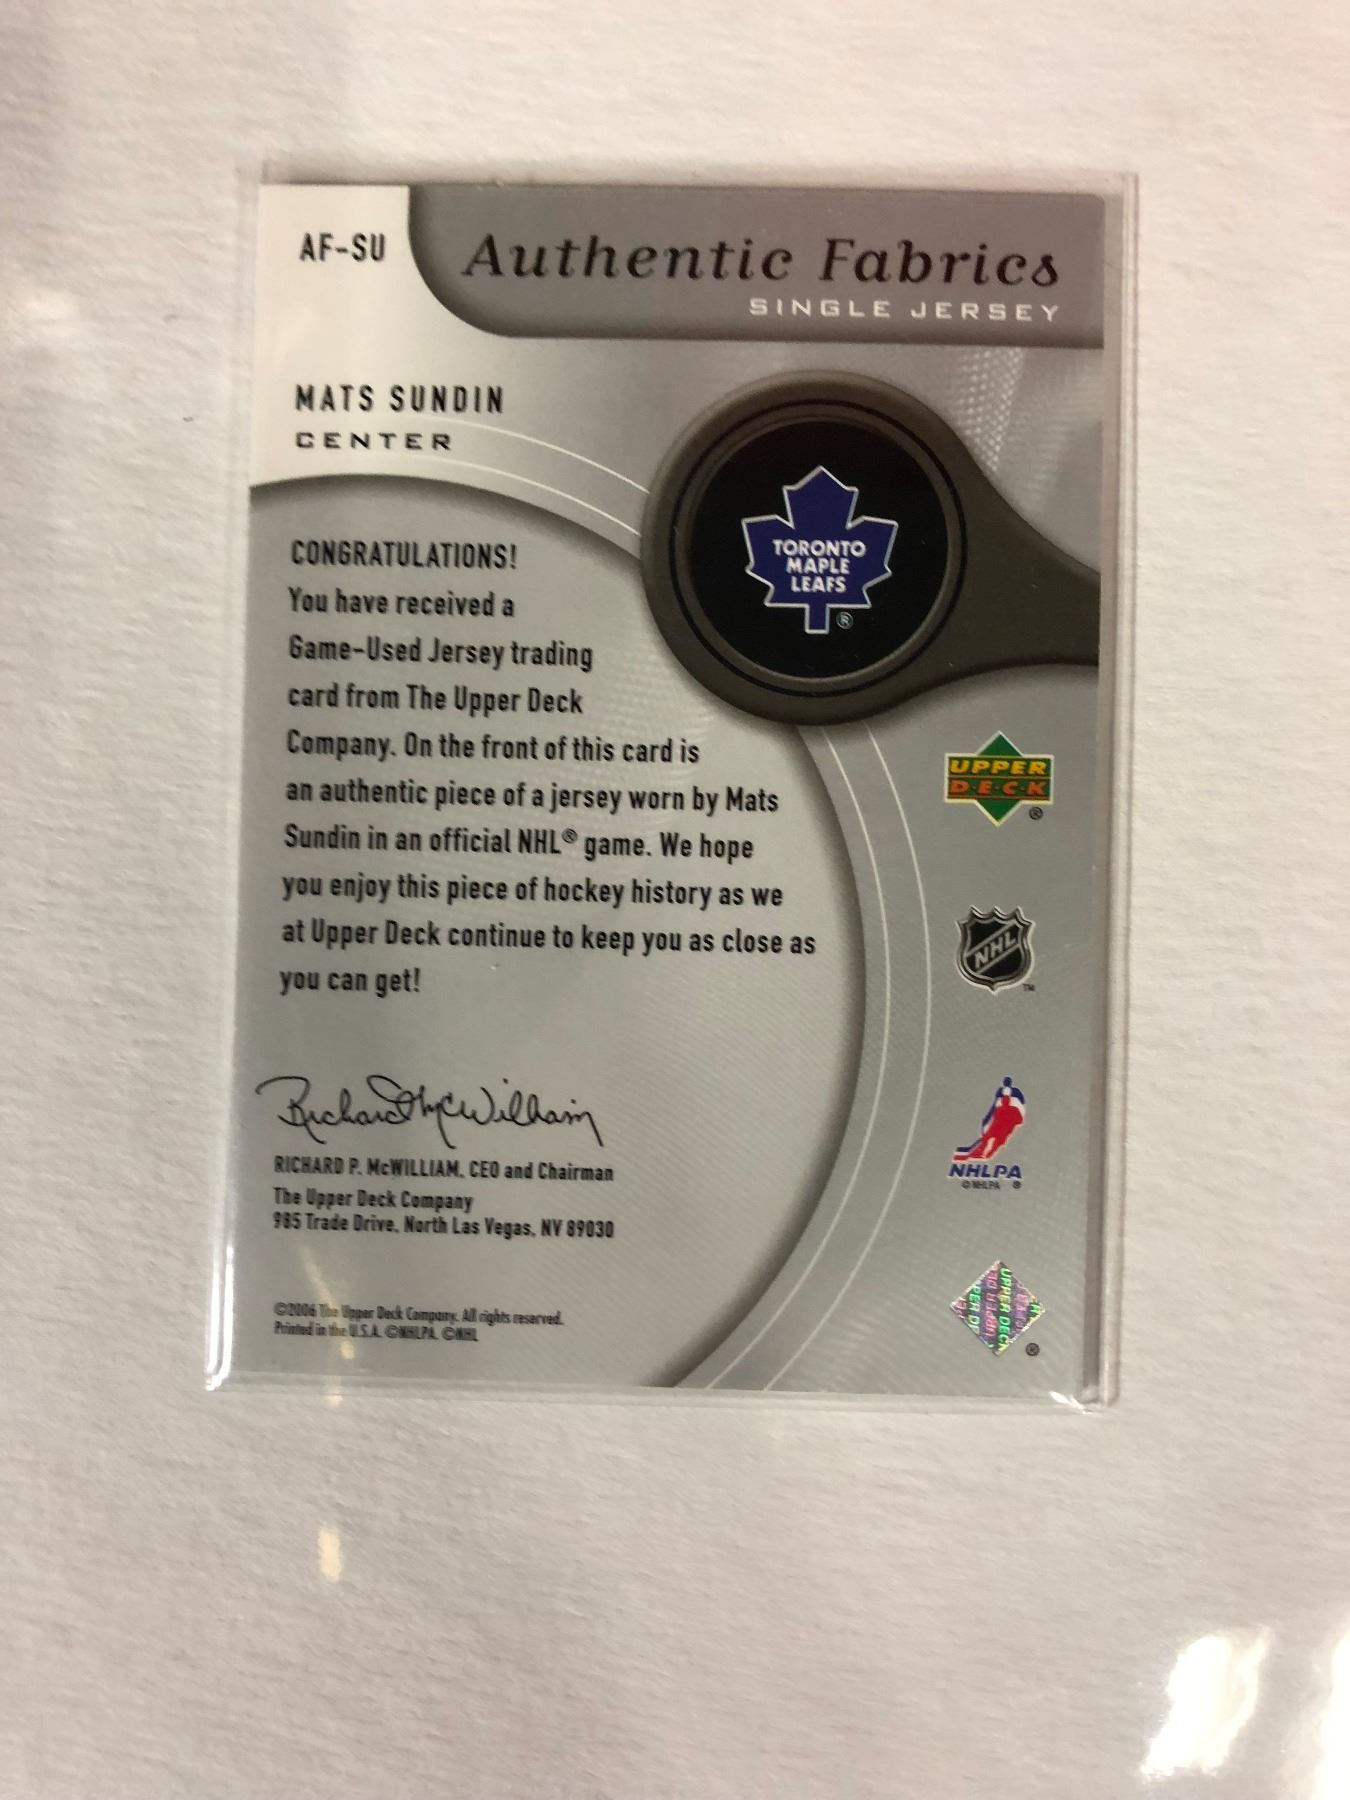 AF-SU
Authentic Fabrics
SINGLE JERSEY
MATS SUNDIN
CENTER
TORONTO
MAPLE
LEAFS
®
CONGRATULATIONS!
You have received a
Game-Used Jersey trading
card from The Upper Deck
Company. On the front of this card is
an authentic piece of a jersey worn by Mats
Sundin in an official NHL® game. We hope
you enjoy this piece of hockey history as we
at Upper Deck continue to keep you as close as
you can get!
UPPER
D·E·C·K
®
NHL
TM
NHLPA
© NHLPA ®
Richard McWilliam
RICHARD P. McWILLIAM, CEO and Chairman
The Upper Deck Company
985 Trade Drive, North Las Vegas, NV 89030
©2006 The Upper Deck Company. All rights reserved.
Printed in the U.S.A. ©NHLPA. ©NHL
UPPER DECK
®